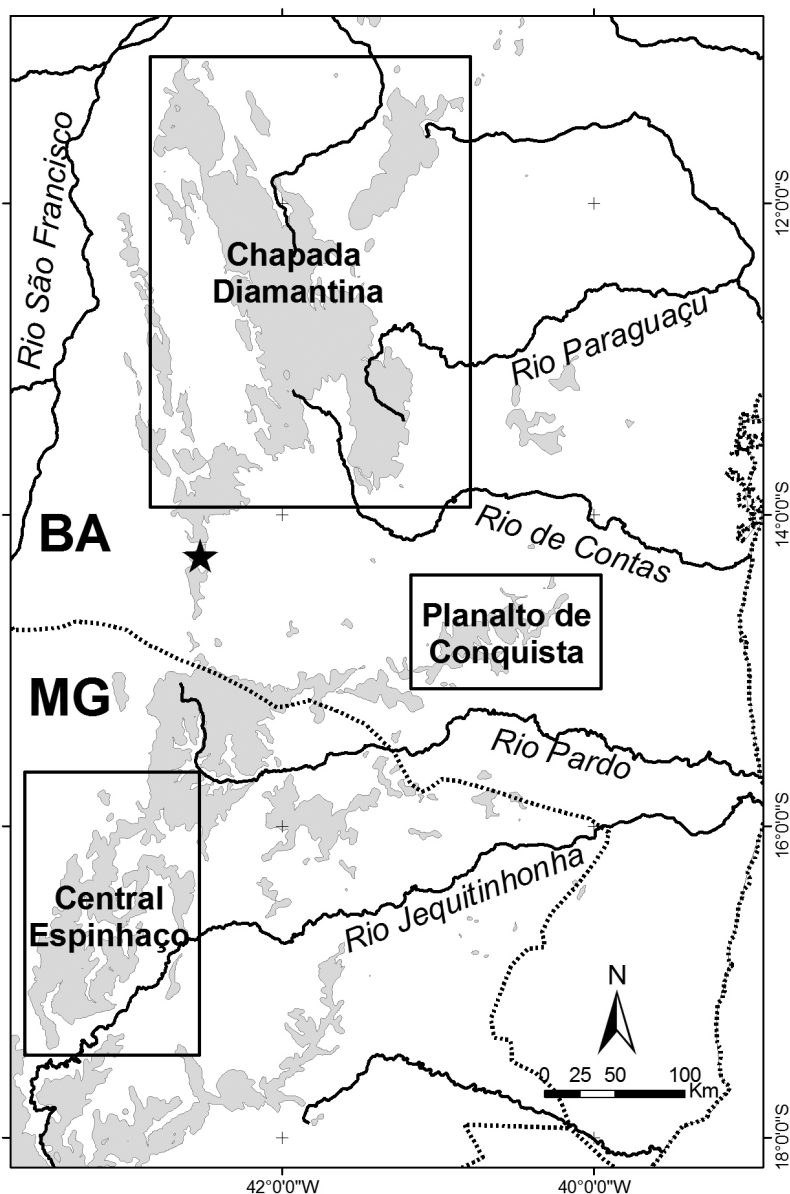 Rio São Francisco
Chapada
Diamantina
12°0'0"S
Rio Paraguaçu
BA
14°0'0"S
Rio de Contas
Planalto de
Conquista
MG
Rio Pardo
16°0'0"S
Central
Espinhaço
Rio Jequitinhonha
N
0 25 50 100
Km
18°0'0"S
42°0'0"W 40°0'0"W